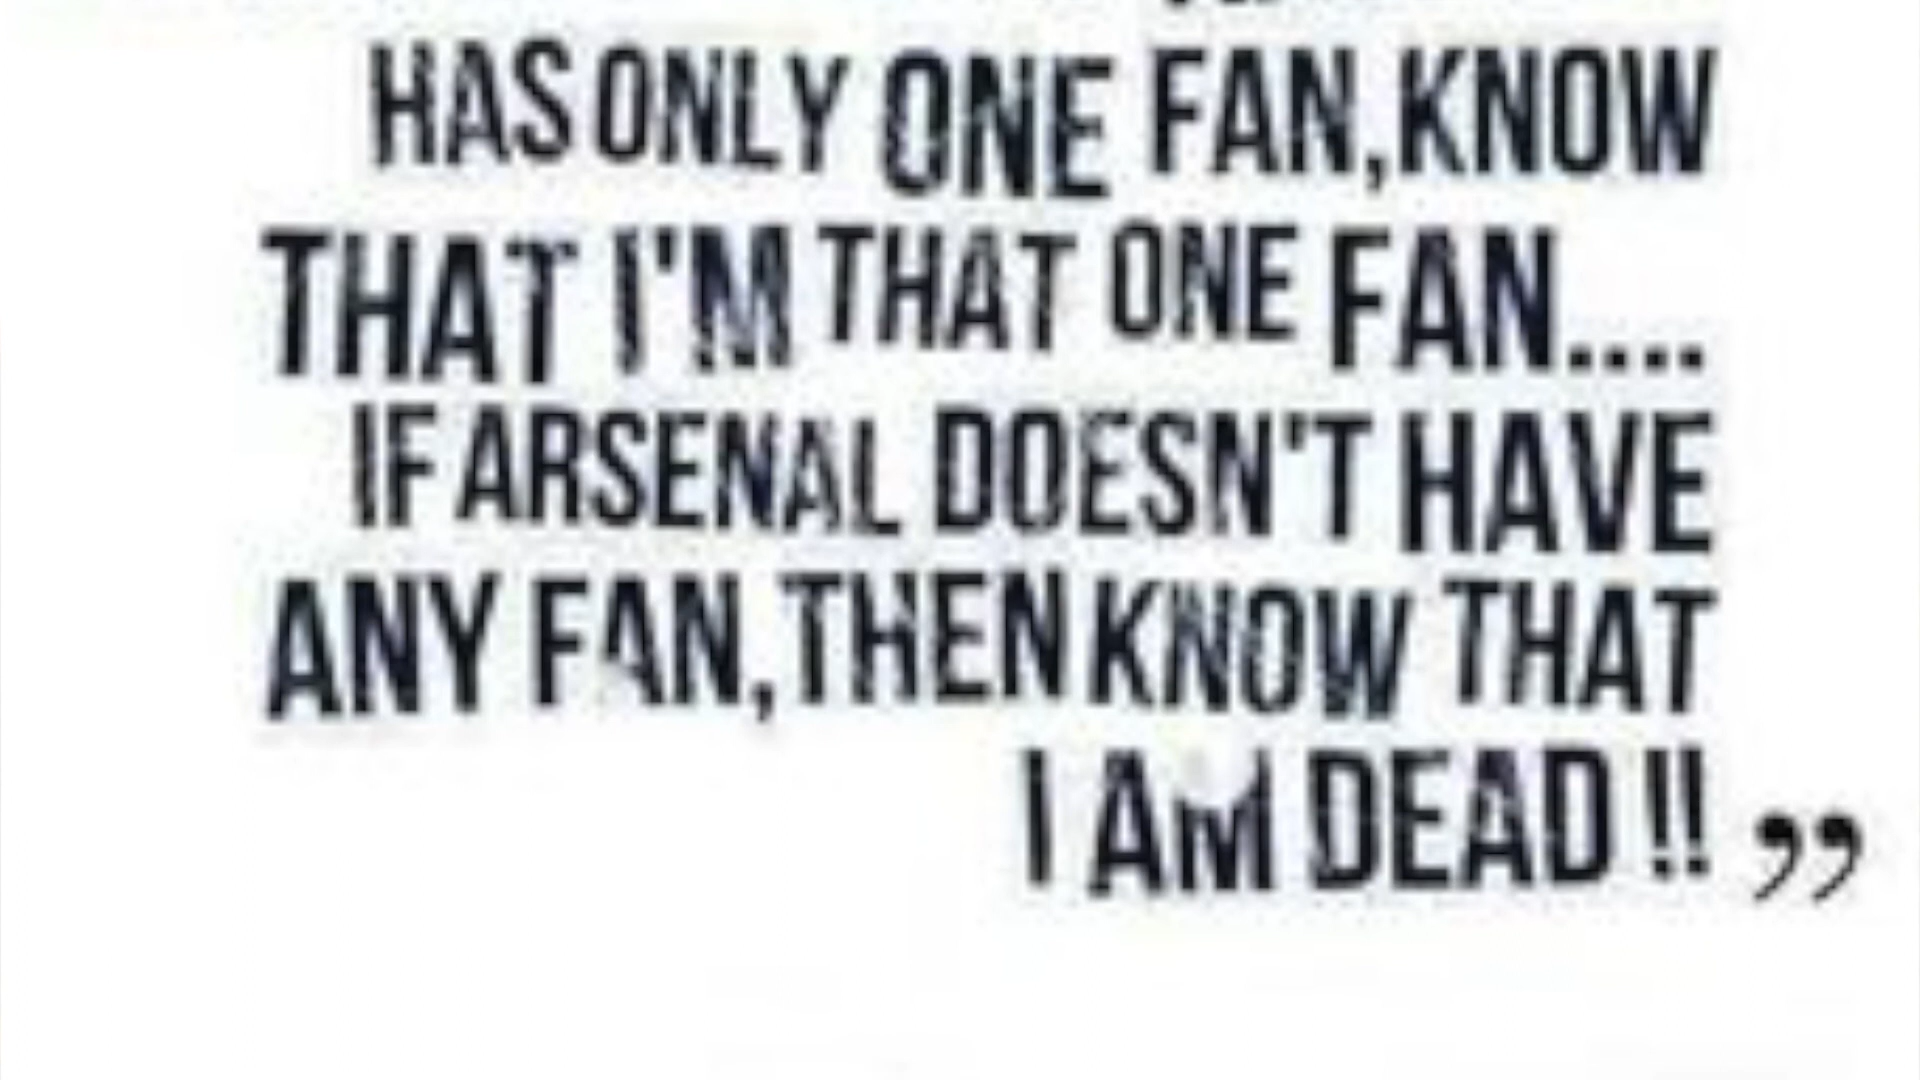 HAS ONLY ONE FAN,KNOW
THAT I'M THAT ONE FAN....
IF ARSENAL DOESN'T HAVE
ANY FAN,THEN KNOW THAT
I AM DEAD !! ”